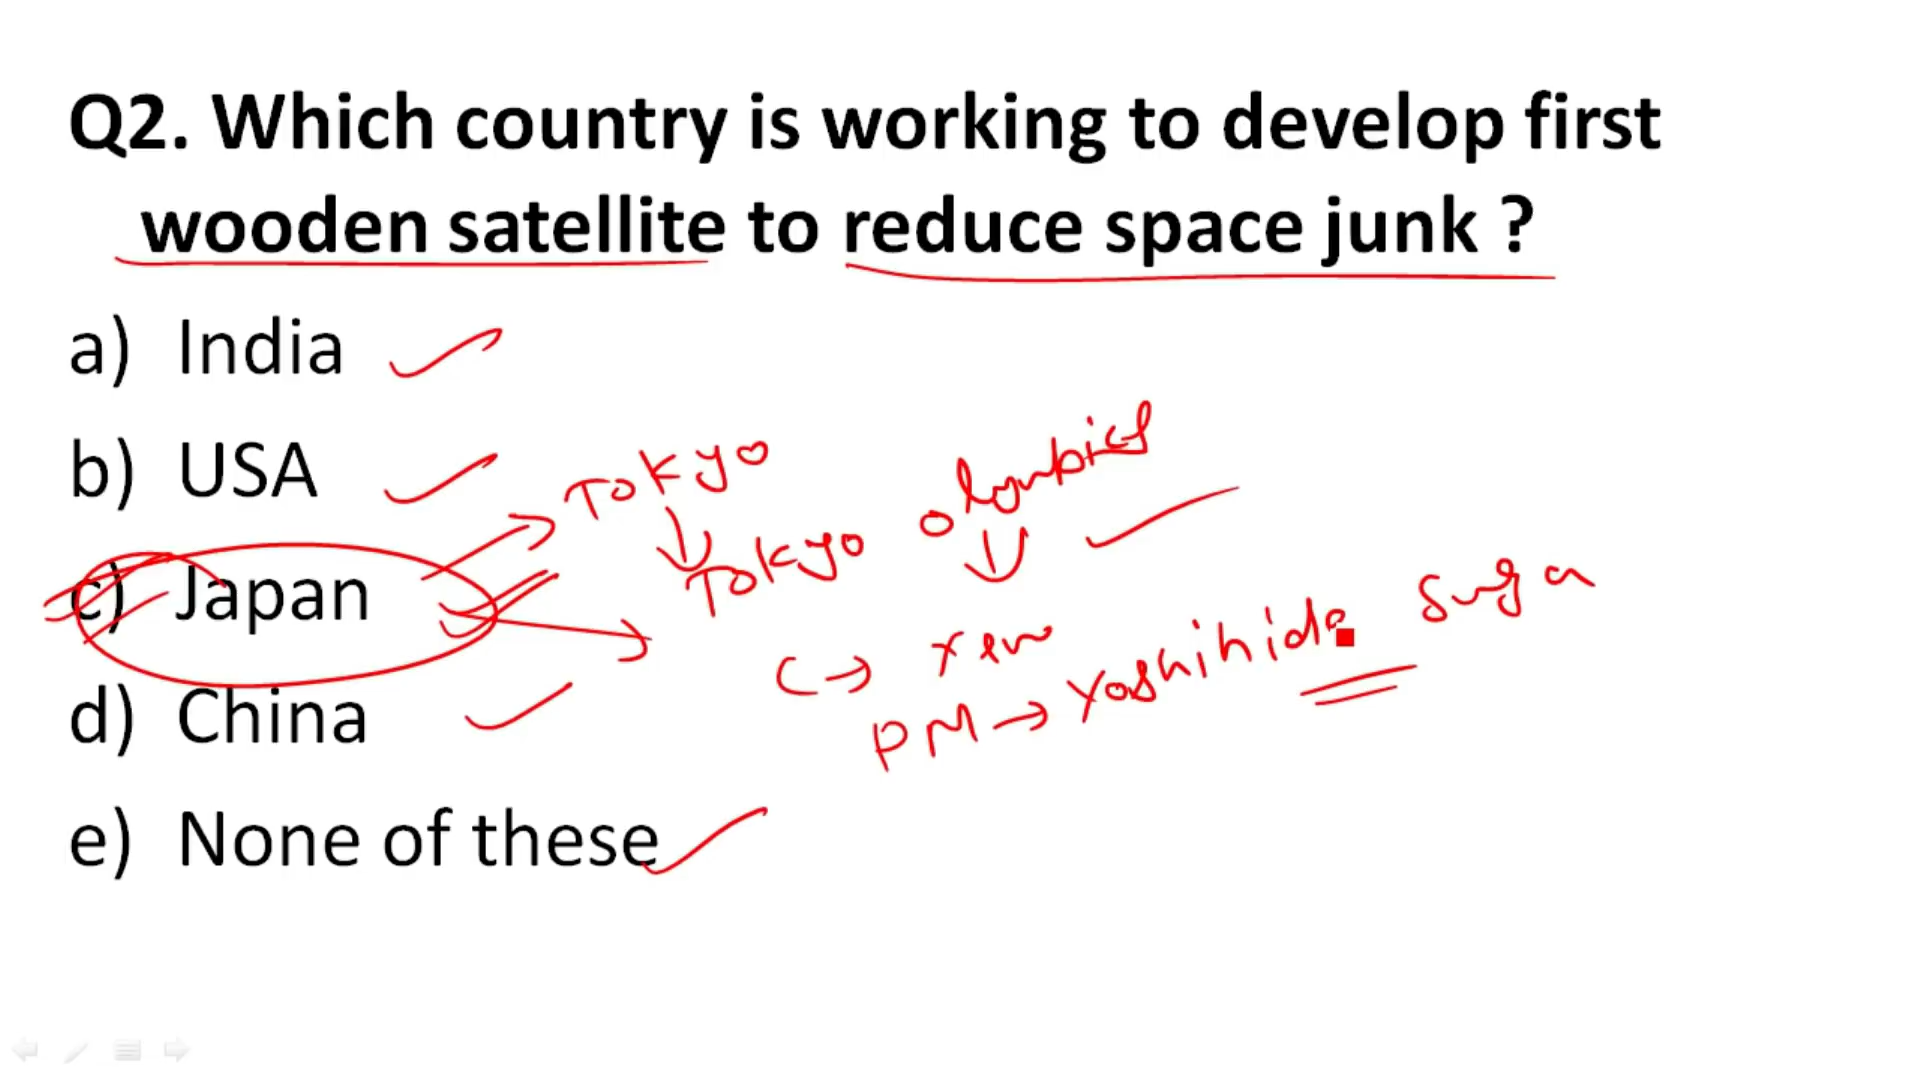 Q2. Which country is working to develop first
wooden satellite to reduce space junk ?
a) India
b) USA
Tokyo
Olympics
c) Japan
Tokyo
Yen
PM → Yoshihide Suga
d) China
e) None of these